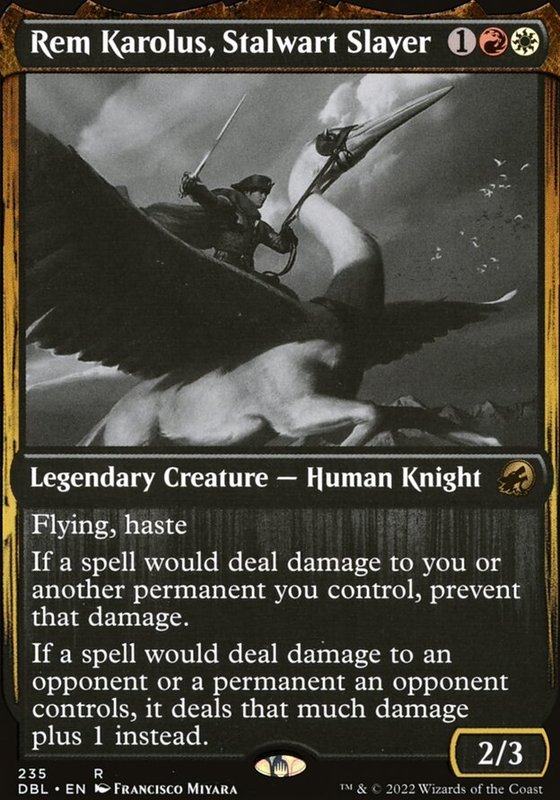 Rem Karolus, Stalwart Slayer 1
Legendary Creature — Human Knight
Flying, haste
If a spell would deal damage to you or
another permanent you control, prevent
that damage.
If a spell would deal damage to an
opponent or a permanent an opponent
controls, it deals that much damage
plus 1 instead.
2/3
235 R
DBL • EN Francisco Miyara
™ & © 2022 Wizards of the Coast